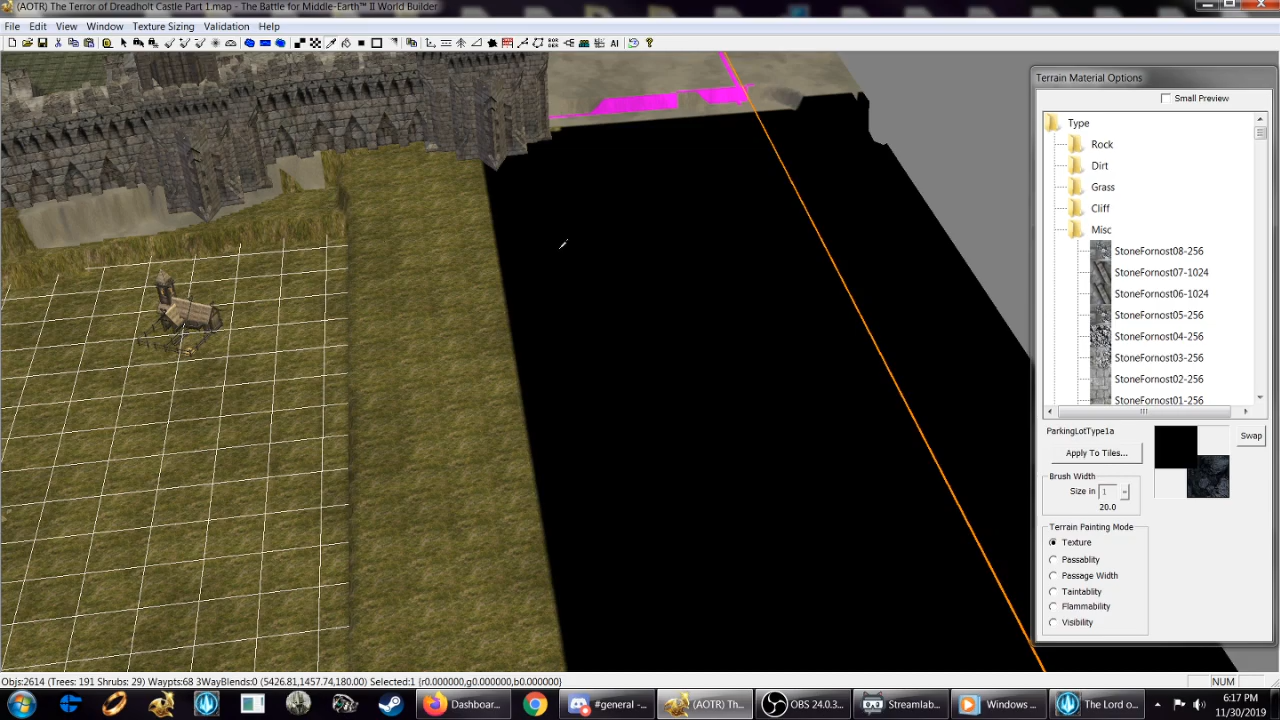 (AOTR) The Terror of Dreadholt Castle Part 1.map - The Battle for Middle-Earth™ II World Builder
File Edit View Window Texture Sizing Validation Help
AI
Terrain Material Options
Small Preview
Type
Rock
Dirt
Grass
Cliff
Misc
StoneFornost08-256
StoneFornost07-1024
StoneFornost06-1024
StoneFornost05-256
StoneFornost04-256
StoneFornost03-256
StoneFornost02-256
StoneFornost01-256
ParkingLotType1a
Swap
Apply To Tiles...
Brush Width
Size in 1
20.0
Terrain Painting Mode
Texture
Passablity
Passage Width
Taintablity
Flammability
Visibility
Objs:2614 (Trees: 191 Shrubs: 29) Waypts:68 3WayBlends:0 (5426.81,1457.74,180.00) Selected:1 {r0.000000,g0.000000,b0.000000}
NUM
Dashboar... #general -... (AOTR) Th... OBS 24.0.3... Streamlab... Windows ... The Lord o...
6:17 PM
11/30/2019